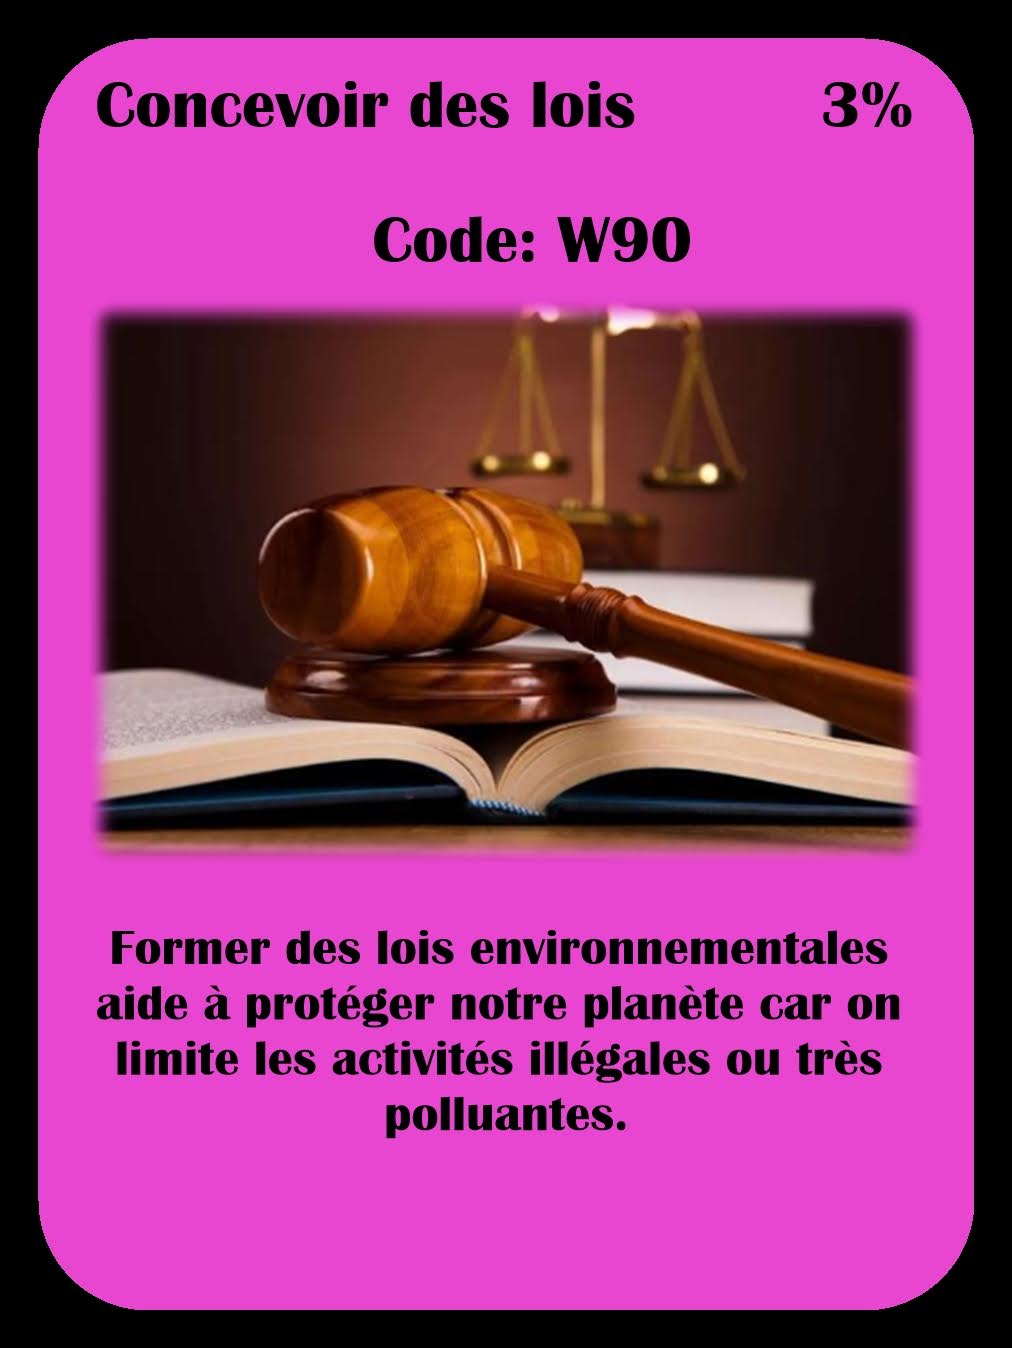 Concevoir des lois 3%
Code: W90
Former des lois environnementales
aide à protéger notre planète car on
limite les activités illégales ou très
polluantes.